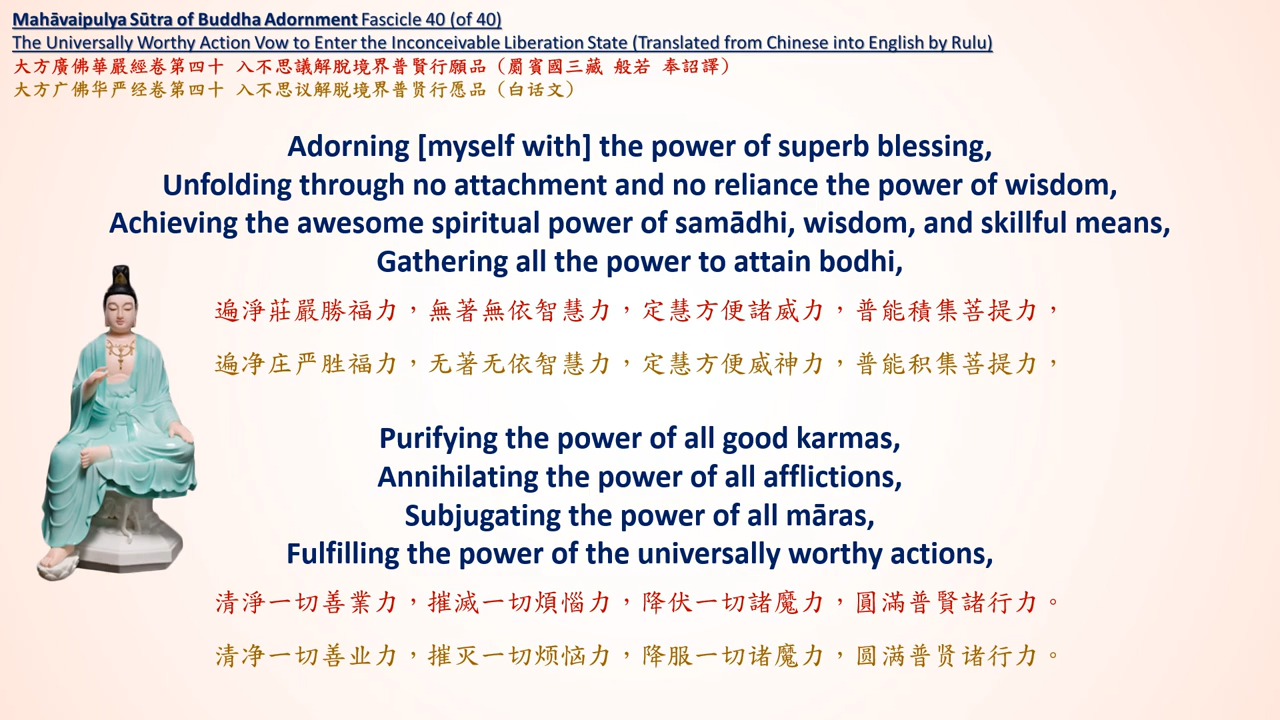 Mahāvaipulya Sūtra of Buddha Adornment Fascicle 40 (of 40)
The Universally Worthy Action Vow to Enter the Inconceivable Liberation State (Translated from Chinese into English by Rulu)
大方廣佛華嚴經卷第四十 入不思議解脫境界普賢行願品（罽賓國三藏 般若 奉詔譯）
大方广佛华严经卷第四十 入不思议解脱境界普贤行愿品（白话文）
Adorning [myself with] the power of superb blessing,
Unfolding through no attachment and no reliance the power of wisdom,
Achieving the awesome spiritual power of samādhi, wisdom, and skillful means,
Gathering all the power to attain bodhi,
遍淨莊嚴勝福力，無著無依智慧力，定慧方便諸威力，普能積集菩提力，
遍净庄严胜福力，无著无依智慧力，定慧方便威神力，普能积集菩提力，
Purifying the power of all good karmas,
Annihilating the power of all afflictions,
Subjugating the power of all māras,
Fulfilling the power of the universally worthy actions,
清淨一切善業力，摧滅一切煩惱力，降伏一切諸魔力，圓滿普賢諸行力。
清净一切善业力，摧灭一切烦恼力，降服一切诸魔力，圆满普贤诸行力。